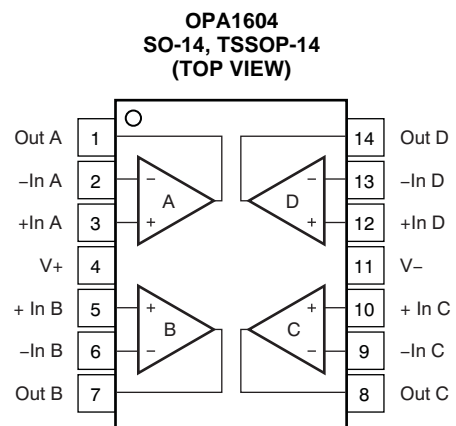 OPA1604
SO-14, TSSOP-14
(TOP VIEW)
Out A 1 14 Out D
−In A 2 − − 13 −In D
A D
+In A 3 + + 12 +In D
V+ 4 11 V−
+ In B 5 + + 10 + In C
B C
−In B 6 − − 9 −In C
Out B 7 8 Out C